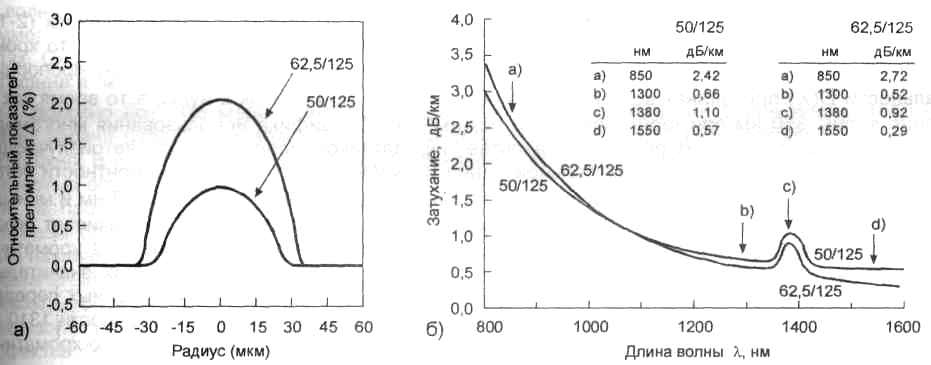 Относительный показатель
преломления Δ (%)
3,0
2,5
2,0
1,5
1,0
0,5
0,0
-0,5
62,5/125
50/125
-60 -45 -30 -15 0 15 30 45 60
Радиус (мкм)
а)
Затухание, дБ/км
4,0
3,5
3,0
2,5
2,0
1,5
1,0
0,5
0,0
50/125
нм дБ/км
a) 850 2,42
b) 1300 0,66
c) 1380 1,10
d) 1550 0,57
62,5/125
нм дБ/км
a) 850 2,72
b) 1300 0,52
c) 1380 0,92
d) 1550 0,29
a)
62,5/125
50/125
b)
c)
d)
50/125
62,5/125
800 1000 1200 1400 1600
Длина волны λ, нм
б)